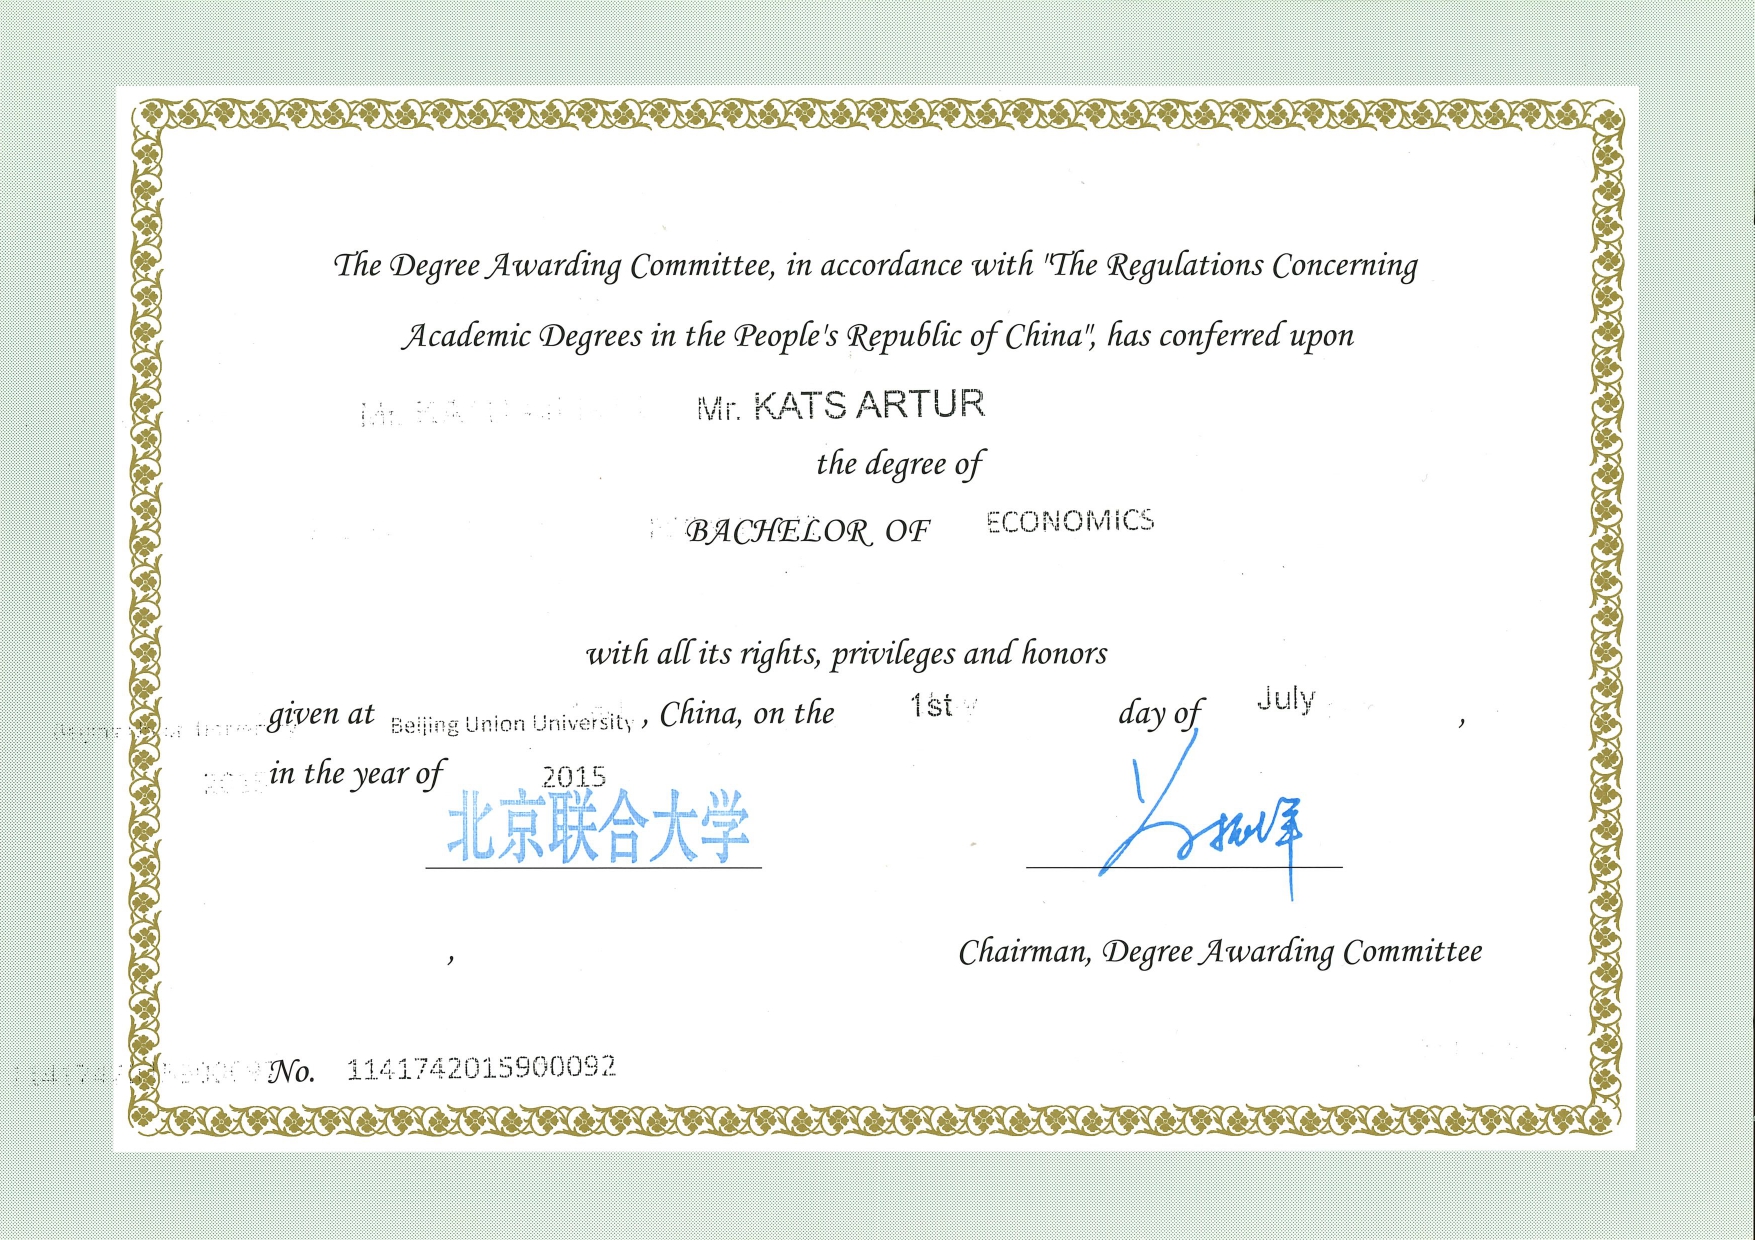 The Degree Awarding Committee, in accordance with "The Regulations Concerning
Academic Degrees in the People's Republic of China", has conferred upon
Mr. KATS ARTUR
the degree of
BACHELOR OF ECONOMICS
with all its rights, privileges and honors
given at Beijing Union University, China, on the 1st day of July ,
in the year of 2015
北京联合大学
,
Chairman, Degree Awarding Committee
No. 1141742015900092